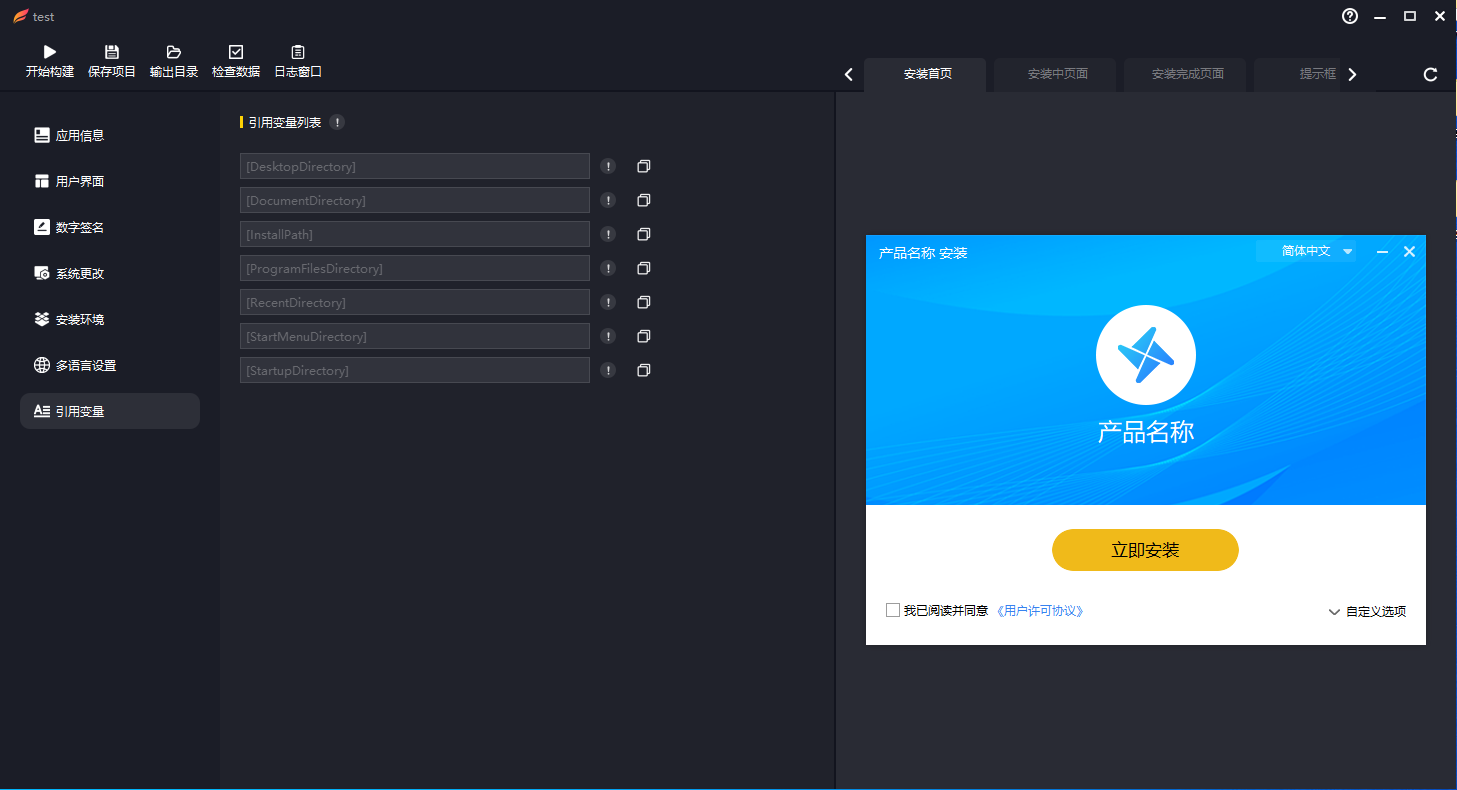 test
开始构建 保存项目 输出目录 检查数据 日志窗口
安装首页 安装中页面 安装完成页面 提示框
应用信息
用户界面
数字签名
系统更改
安装环境
多语言设置
引用变量
引用变量列表
[DesktopDirectory]
[DocumentDirectory]
[InstallPath]
[ProgramFilesDirectory]
[RecentDirectory]
[StartMenuDirectory]
[StartupDirectory]
产品名称 安装 简体中文
产品名称
立即安装
我已阅读并同意 《用户许可协议》 自定义选项